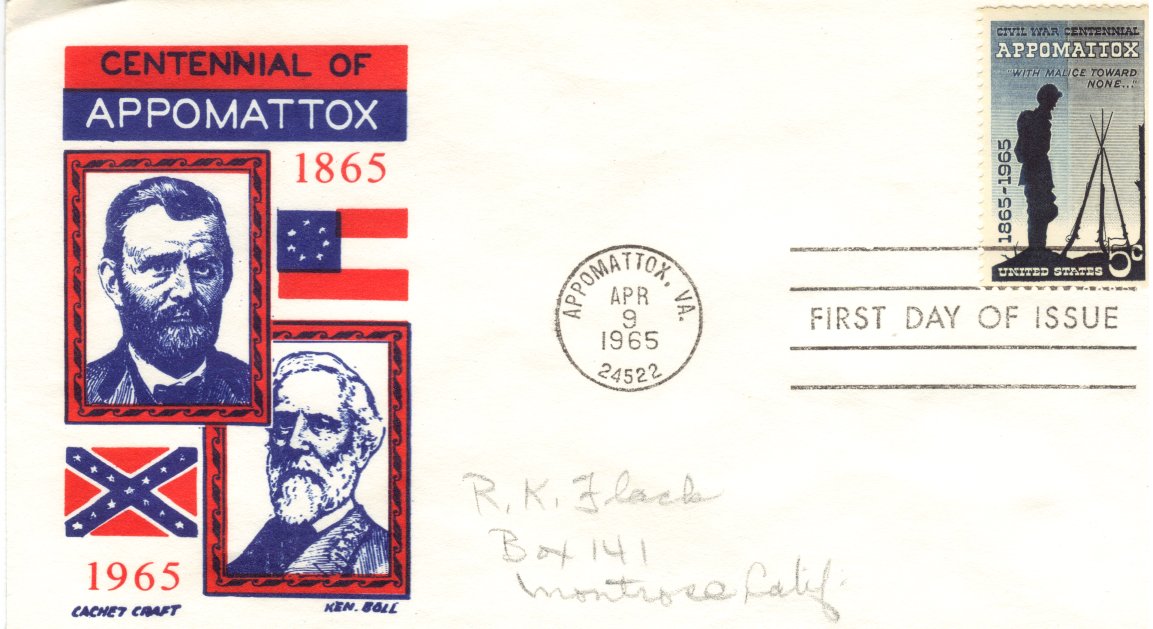 CENTENNIAL OF
APPOMATTOX
1865
1965
CACHET CRAFT
KEN. BOLL
APPOMATTOX, VA.
APR
9
1965
24522
CIVIL WAR CENTENNIAL
APPOMATTOX
"WITH MALICE TOWARD
NONE..."
1865-1965
UNITED STATES 5¢
FIRST DAY OF ISSUE
R. K. Flack
Box 141
Montrose Calif.